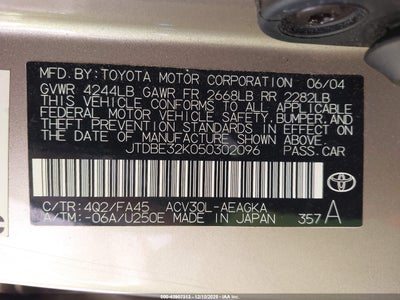 MFD. BY: TOYOTA MOTOR CORPORATION 06/04
GVWR 4244LB GAWR FR 2668LB RR 2282LB
THIS VEHICLE CONFORMS TO ALL APPLICABLE
FEDERAL MOTOR VEHICLE SAFETY, BUMPER, AND
THEFT PREVENTION STANDARDS IN EFFECT ON
THE DATE OF MANUFACTURE SHOWN ABOVE.
JTDBE32K050302096 PASS. CAR
TOYOTA
C/TR: 4Q2/FA45 ACV30L-AEAGKA
A/TM: -06A/U250E MADE IN JAPAN 357 A